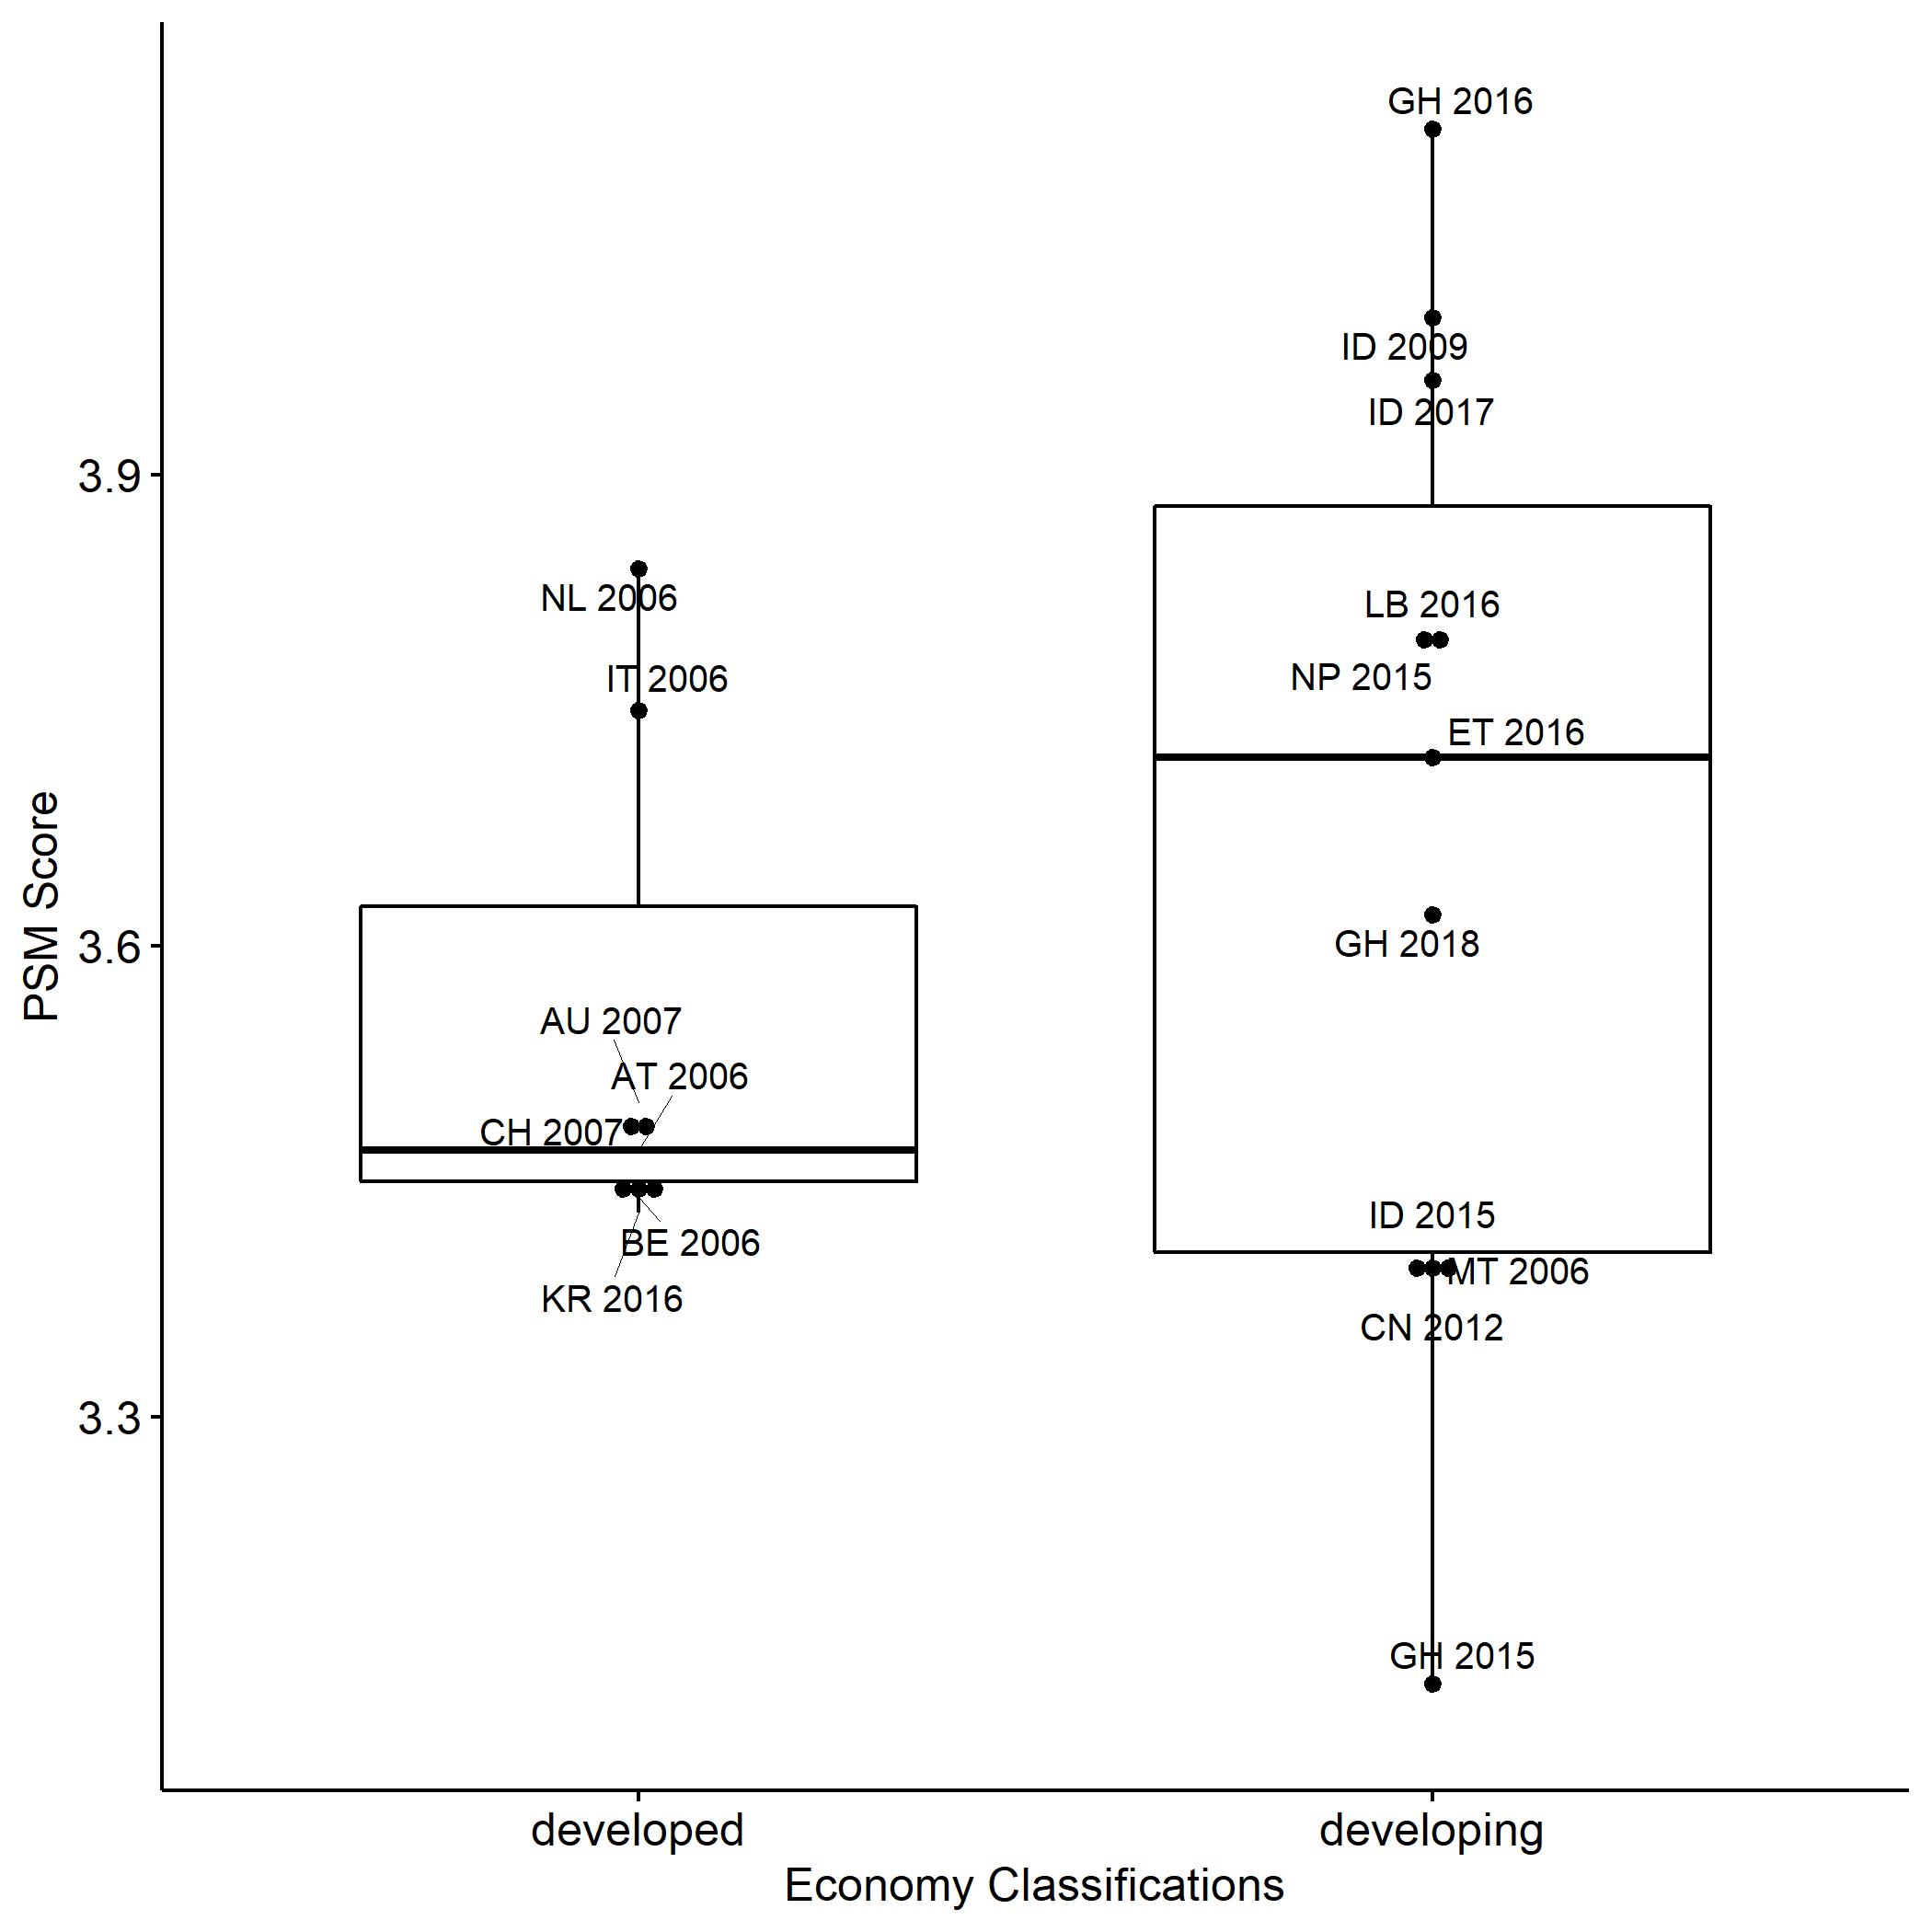 GH 2016
ID 2009
ID 2017
3.9
NL 2006
LB 2016
IT 2006
NP 2015
ET 2016
PSM Score
3.6
GH 2018
AU 2007
AT 2006
CH 2007
ID 2015
BE 2006
MT 2006
KR 2016
CN 2012
3.3
GH 2015
developed
developing
Economy Classifications